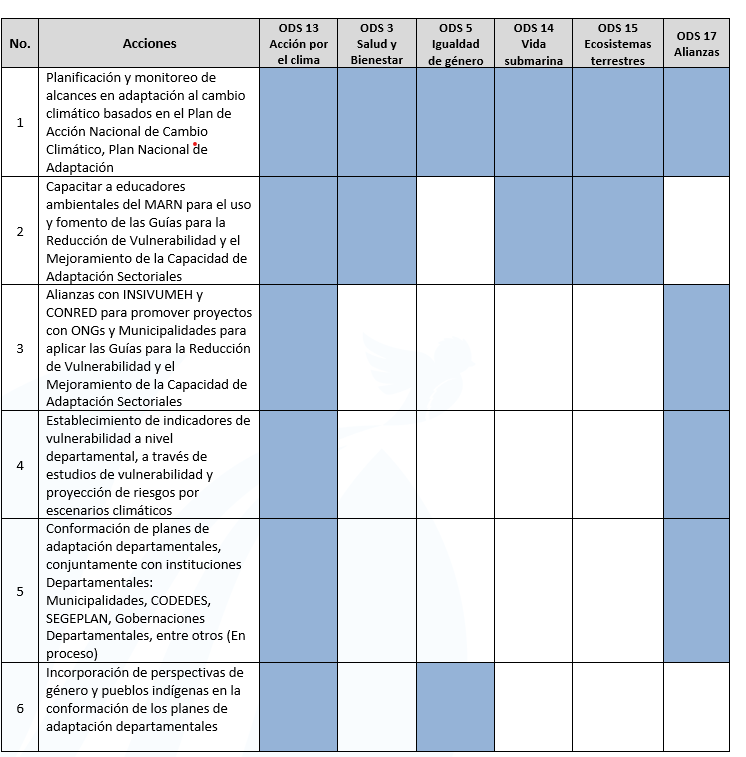 No.
Acciones
ODS 13
Acción por
el clima
ODS 3
Salud y
Bienestar
ODS 5
Igualdad
de género
ODS 14
Vida
submarina
ODS 15
Ecosistemas
terrestres
ODS 17
Alianzas
1
Planificación y monitoreo de
alcances en adaptación al cambio
climático basados en el Plan de
Acción Nacional de Cambio
Climático, Plan Nacional de
Adaptación
2
Capacitar a educadores
ambientales del MARN para el uso
y fomento de las Guías para la
Reducción de Vulnerabilidad y el
Mejoramiento de la Capacidad de
Adaptación Sectoriales
3
Alianzas con INSIVUMEH y
CONRED para promover proyectos
con ONGs y Municipalidades para
aplicar las Guías para la Reducción
de Vulnerabilidad y el
Mejoramiento de la Capacidad de
Adaptación Sectoriales
4
Establecimiento de indicadores de
vulnerabilidad a nivel
departamental, a través de
estudios de vulnerabilidad y
proyección de riesgos por
escenarios climáticos
5
Conformación de planes de
adaptación departamentales,
conjuntamente con instituciones
Departamentales:
Municipalidades, CODEDES,
SEGEPLAN, Gobernaciones
Departamentales, entre otros (En
proceso)
6
Incorporación de perspectivas de
género y pueblos indígenas en la
conformación de los planes de
adaptación departamentales